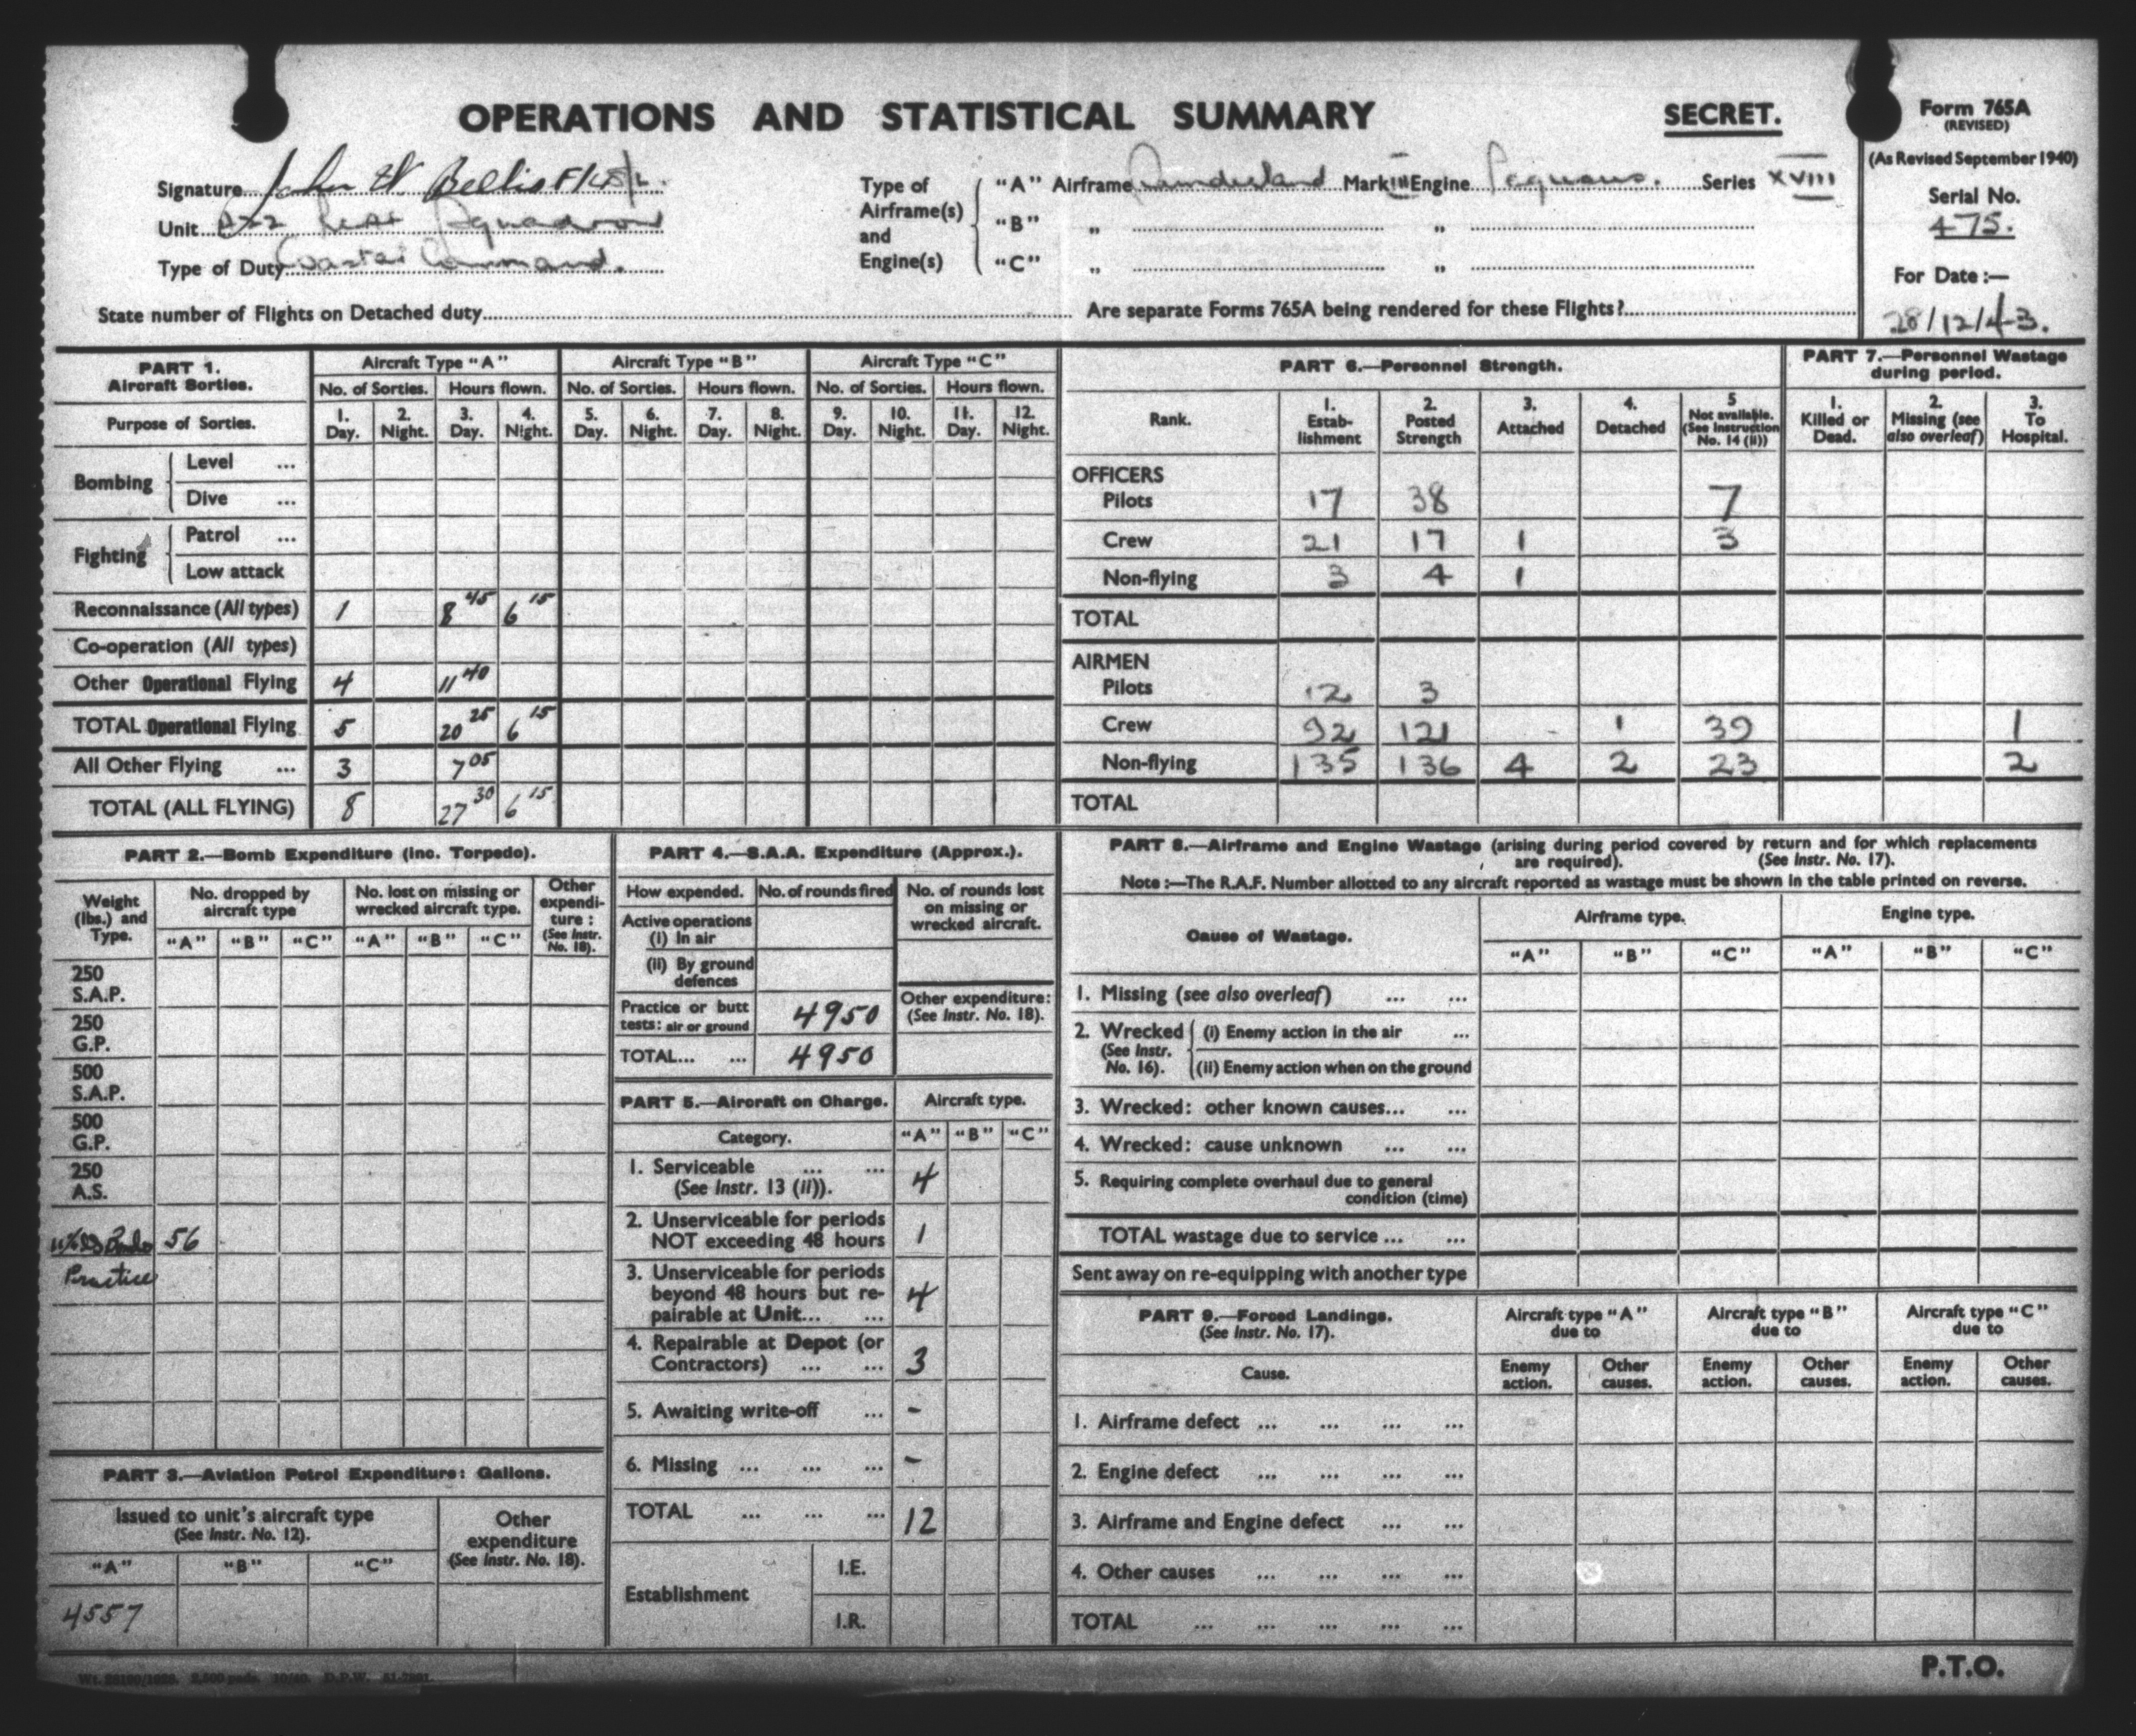 OPERATIONS AND STATISTICAL SUMMARY
SECRET.
Form 765A
(REVISED)
(As Revised September 1940)
Serial No.
475.
For Date :—
28/12/43.
Signature John W Bellis F/Lt
Unit 422 Squadron
Type of Duty Coastal Command.
Type of Airframe(s) and Engine(s)
"A" Airframe Sunderland Mark III Engine Pegasus. Series XVIII
"B" " "
"C" " "
State number of Flights on Detached duty
Are separate Forms 765A being rendered for these Flights?
PART 1.
Aircraft Sorties.
Aircraft Type "A" Aircraft Type "B" Aircraft Type "C"
No. of Sorties. Hours flown. No. of Sorties. Hours flown. No. of Sorties. Hours flown.
Purpose of Sorties.
1. Day. 2. Night. 3. Day. 4. Night. 5. Day. 6. Night. 7. Day. 8. Night. 9. Day. 10. Night. 11. Day. 12. Night.
Bombing
Level ...
Dive ...
Fighting
Patrol ...
Low attack
Reconnaissance (All types) 1 8 45 6 15
Co-operation (All types)
Other Operational Flying 4 11 40
TOTAL Operational Flying 5 20 25 6 15
All Other Flying ... 3 7 05
TOTAL (ALL FLYING) 8 27 30 6 15
PART 6.—Personnel Strength.
Rank.
1. Estab-lishment
2. Posted Strength
3. Attached
4. Detached
5 Not available. (See Instruction No. 14 (ii))
OFFICERS
Pilots 17 38 7
Crew 21 17 1 3
Non-flying 3 4 1
TOTAL
AIRMEN
Pilots 12 3
Crew 92 121 1 39 1
Non-flying 135 136 4 2 23 2
TOTAL
PART 7.—Personnel Wastage
during period.
1. Killed or Dead.
2. Missing (see also overleaf)
3. To Hospital.
PART 2.—Bomb Expenditure (inc. Torpedo).
Weight (lbs.) and Type.
No. dropped by aircraft type
No. lost on missing or wrecked aircraft type.
Other expendi-ture : (See Instr. No. 18).
"A" "B" "C" "A" "B" "C"
250 S.A.P.
250 G.P.
500 S.A.P.
500 G.P.
250 A.S.
56
Practice
PART 3.—Aviation Petrol Expenditure: Gallons.
Issued to unit's aircraft type
(See Instr. No. 12).
Other expenditure
(See Instr. No. 18).
"A" "B" "C"
4557
PART 4.—S.A.A. Expenditure (Approx.).
How expended. No. of rounds fired
No. of rounds lost on missing or wrecked aircraft.
Active operations
(i) In air
(ii) By ground defences
Practice or butt tests: air or ground 4950
Other expenditure:
(See Instr. No. 18).
TOTAL... ... 4950
PART 5.—Aircraft on Charge. Aircraft type.
Category. "A" "B" "C"
1. Serviceable ... ... 4
(See Instr. 13 (ii)).
2. Unserviceable for periods
NOT exceeding 48 hours 1
3. Unserviceable for periods
beyond 48 hours but re-
pairable at Unit... ... 4
4. Repairable at Depot (or
Contractors) ... ... 3
5. Awaiting write-off ... -
6. Missing ... ... ... -
TOTAL ... ... ... 12
Establishment
I.E.
I.R.
PART 8.—Airframe and Engine Wastage (arising during period covered by return and for which replacements
are required). (See Instr. No. 17).
Note :—The R.A.F. Number allotted to any aircraft reported as wastage must be shown in the table printed on reverse.
Cause of Wastage.
Airframe type. Engine type.
"A" "B" "C" "A" "B" "C"
1. Missing (see also overleaf) ... ...
2. Wrecked (See Instr. No. 16).
(i) Enemy action in the air ...
(ii) Enemy action when on the ground
3. Wrecked: other known causes... ...
4. Wrecked: cause unknown ... ...
5. Requiring complete overhaul due to general
condition (time)
TOTAL wastage due to service ... ...
Sent away on re-equipping with another type
PART 9.—Forced Landings.
(See Instr. No. 17).
Aircraft type "A" due to Aircraft type "B" due to Aircraft type "C" due to
Cause.
Enemy action. Other causes. Enemy action. Other causes. Enemy action. Other causes.
1. Airframe defect ... ... ... ...
2. Engine defect ... ... ... ...
3. Airframe and Engine defect ... ...
4. Other causes ... ... ... ...
TOTAL ... ... ... ... ...
P.T.O.